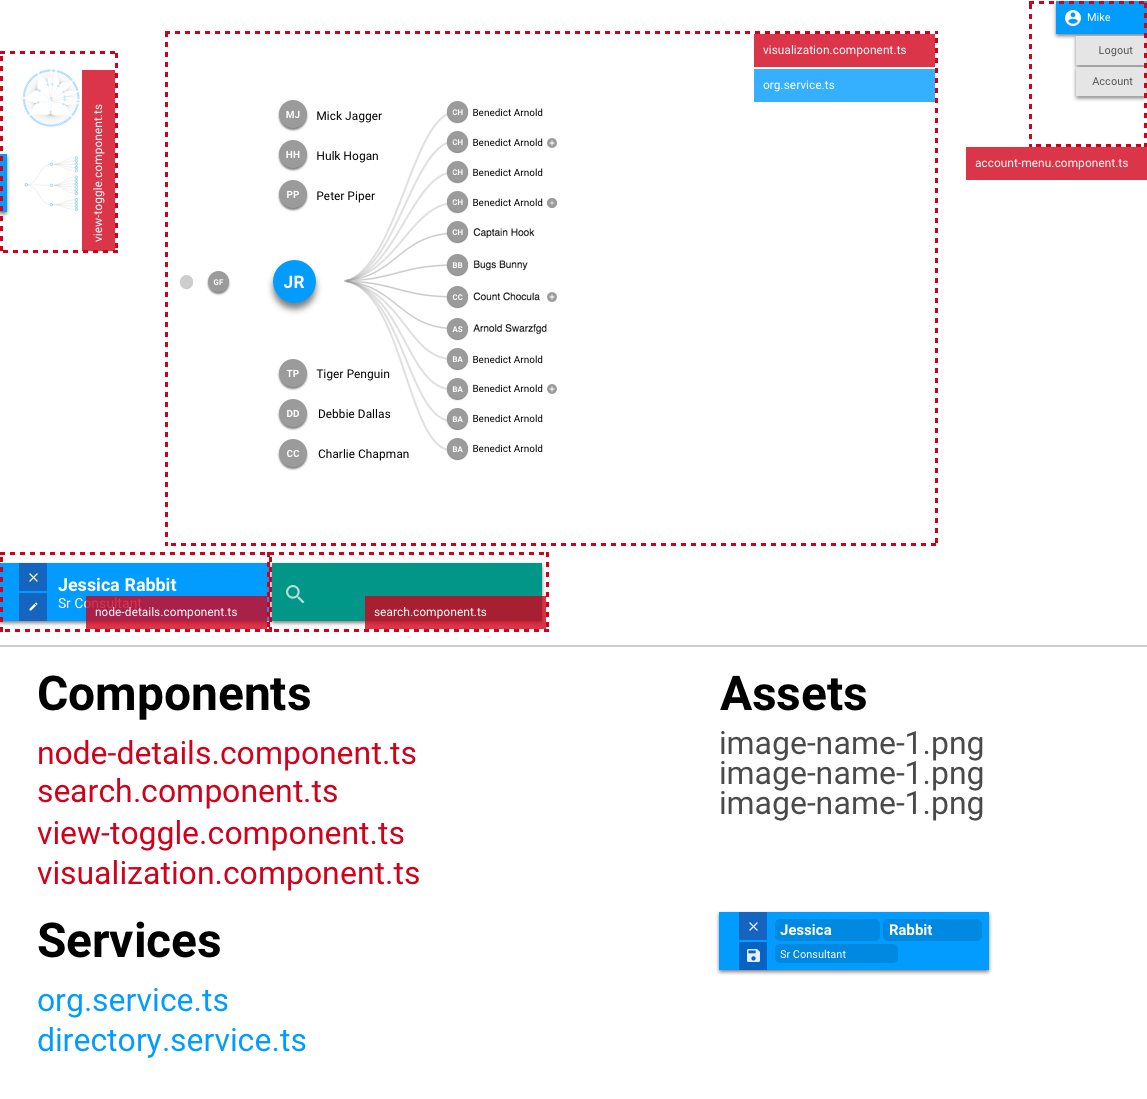 Mike
Logout
Account
account-menu.component.ts
view-toggle.component.ts
visualization.component.ts
org.service.ts
MJ Mick Jagger
HH Hulk Hogan
PP Peter Piper
GF
JR
TP Tiger Penguin
DD Debbie Dallas
CC Charlie Chapman
CH Benedict Arnold
CH Benedict Arnold
CH Benedict Arnold
CH Benedict Arnold
CH Captain Hook
BB Bugs Bunny
CC Count Chocula
AS Arnold Swarzfgd
BA Benedict Arnold
BA Benedict Arnold
BA Benedict Arnold
BA Benedict Arnold
Jessica Rabbit
Sr Consultant
node-details.component.ts
search.component.ts
Components
node-details.component.ts
search.component.ts
view-toggle.component.ts
visualization.component.ts
Services
org.service.ts
directory.service.ts
Assets
image-name-1.png
image-name-1.png
image-name-1.png
Jessica Rabbit
Sr Consultant